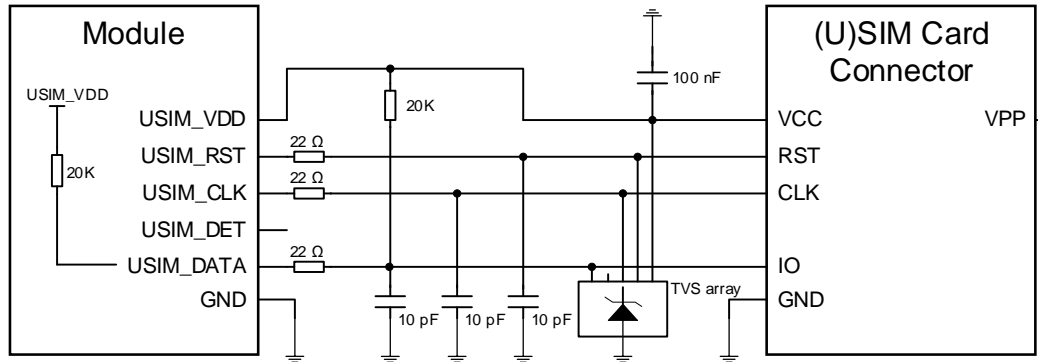 Module
(U)SIM Card
Connector
100 nF
USIM_VDD
20K
USIM_VDD
VCC
VPP
22 Ω
USIM_RST
RST
22 Ω
20K
USIM_CLK
CLK
USIM_DET
22 Ω
USIM_DATA
IO
TVS array
GND
GND
10 pF
10 pF
10 pF